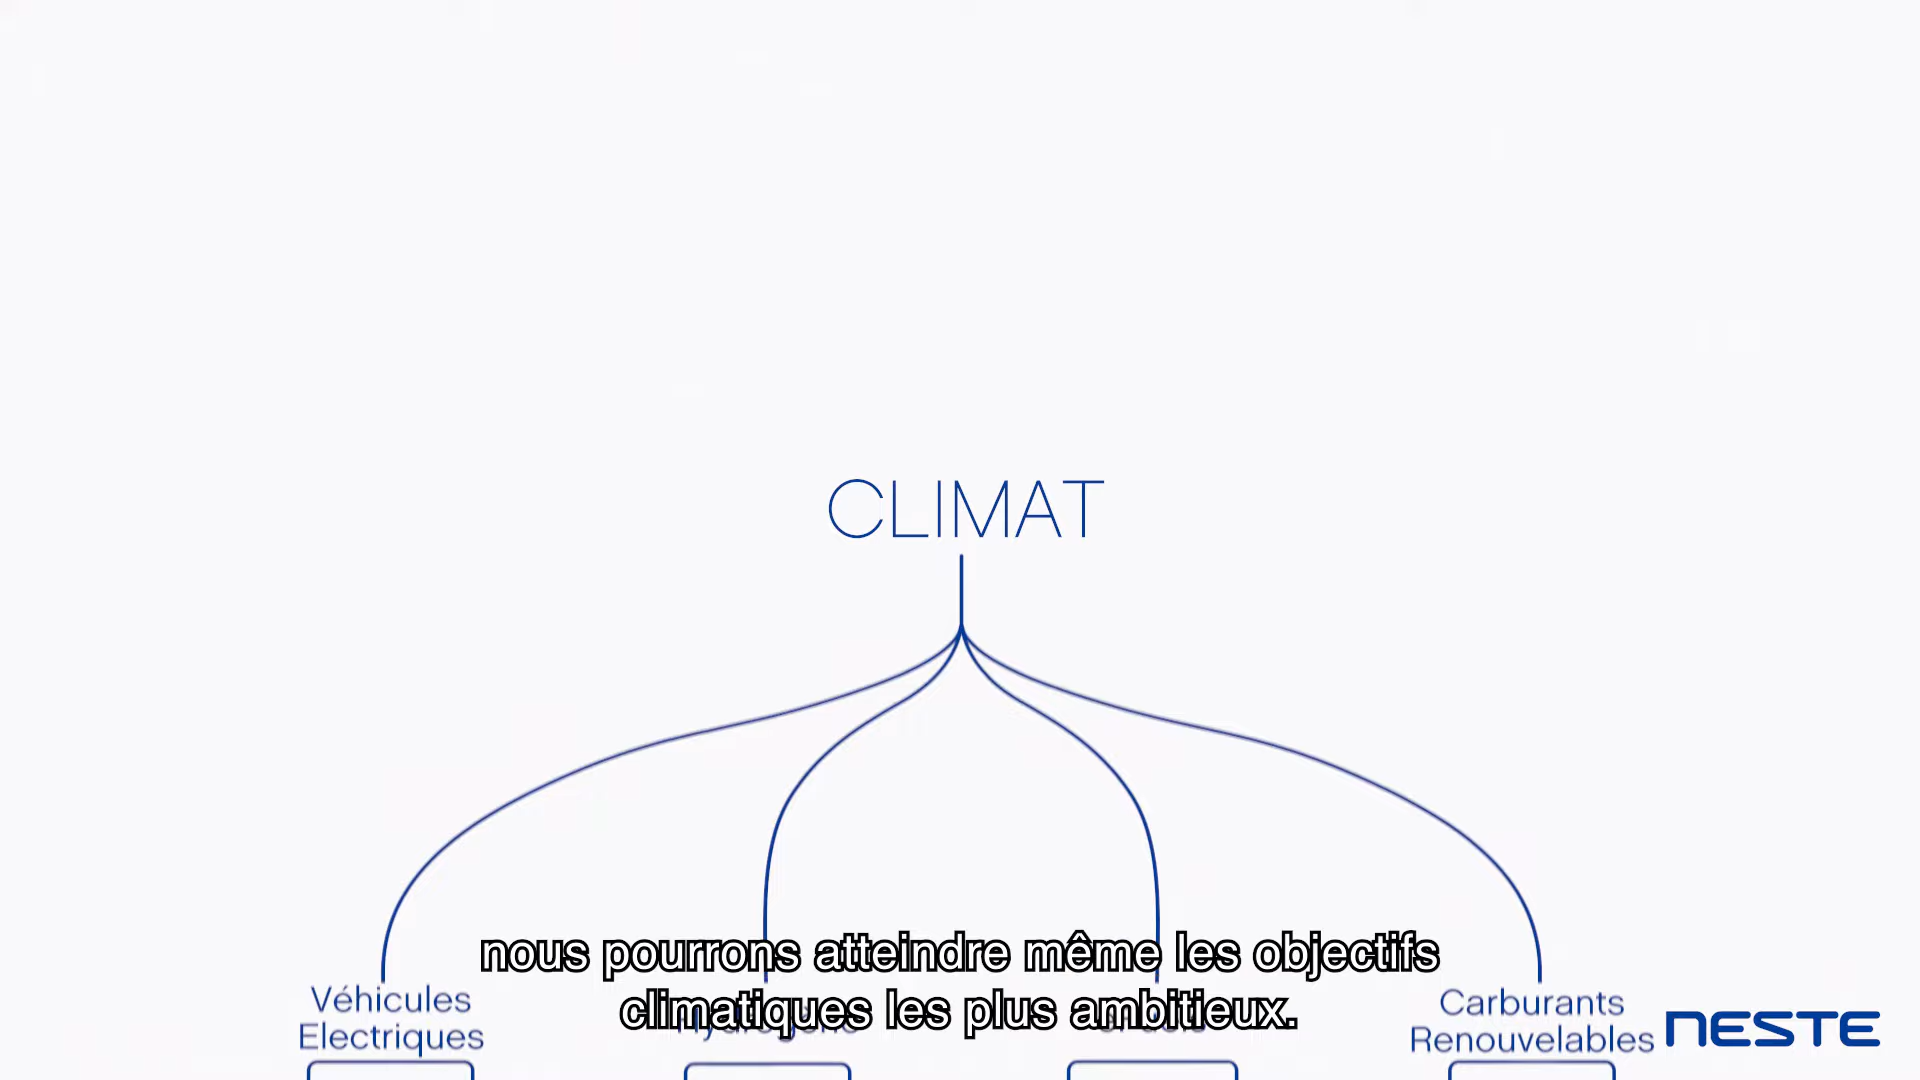 CLIMAT
nous pourrons atteindre même les objectifs
climatiques les plus ambitieux.
Véhicules
Electriques
Carburants
Renouvelables
NESTE